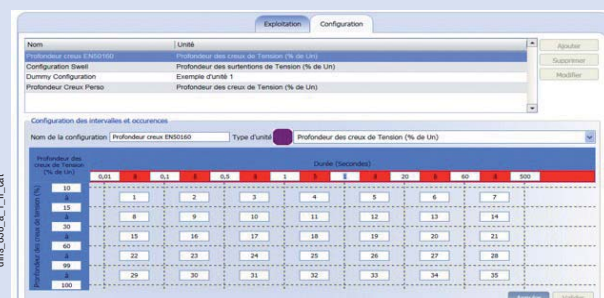 Exploitation Configuration
Nom Unité
Profondeur creux EN50160 Profondeur des creux de Tension (% de Un)
Configuration Swell Profondeur des surtentions de Tension (% de Un)
Dummy Configuration Exemple d'unité 1
Profondeur Creux Perso Profondeur des creux de Tension (% de Un)
Ajouter
Supprimer
Modifier
Configuration des intervalles et occurences
Nom de la configuration Profondeur creux EN50160 Type d'unité Profondeur des creux de Tension (% de Un)
Profondeur des creux de Tension (% de Un)
Durée (Secondes)
0,01 à 0,1 à 0,5 à 1 à à 20 à 60 à 500
Profondeur des creux de tension (%)
10
à 1 2 3 4 5 6 7
15
à 8 9 10 11 12 13 14
30
à 15 16 17 18 19 20 21
60
à 22 23 24 25 26 27 28
99
à 29 30 31 32 33 34 35
100